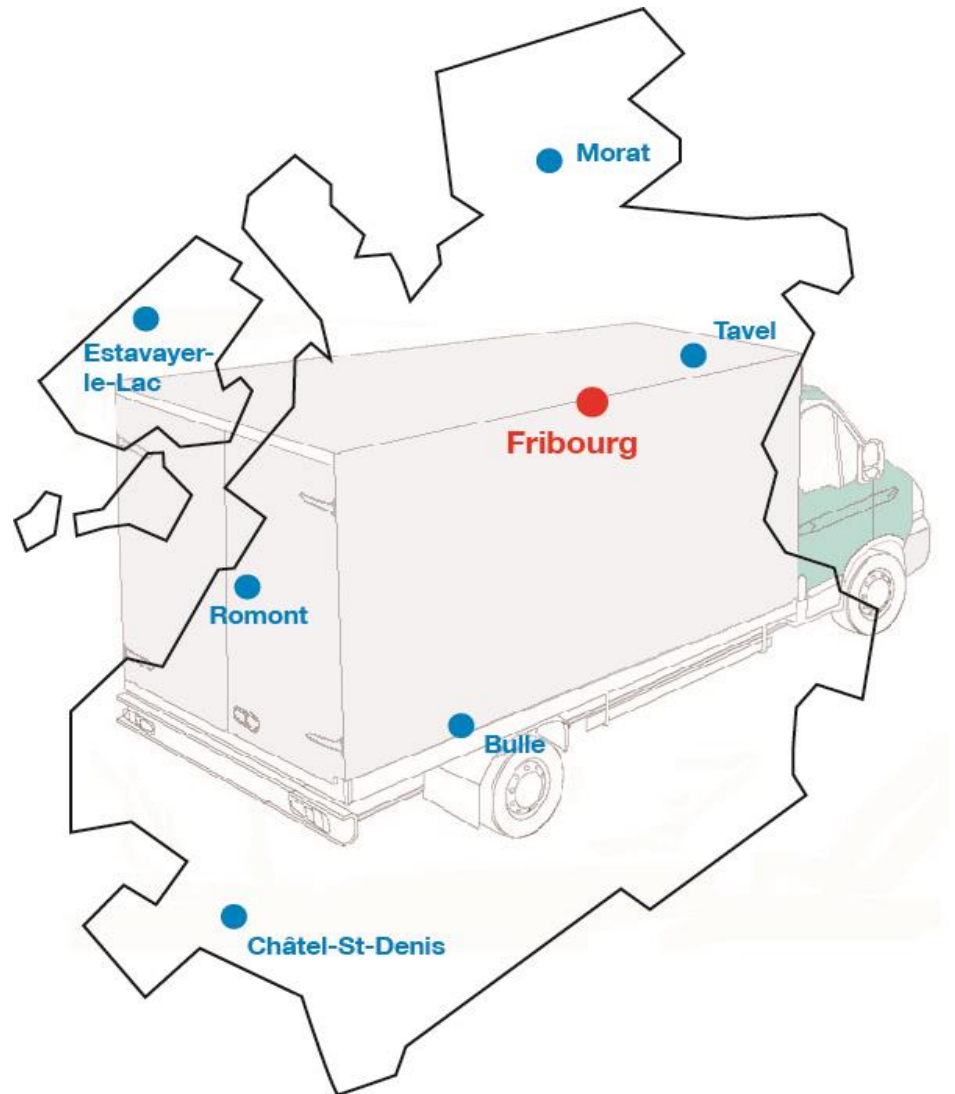 Morat
Tavel
Estavayer-
le-Lac
Fribourg
Romont
Bulle
Châtel-St-Denis